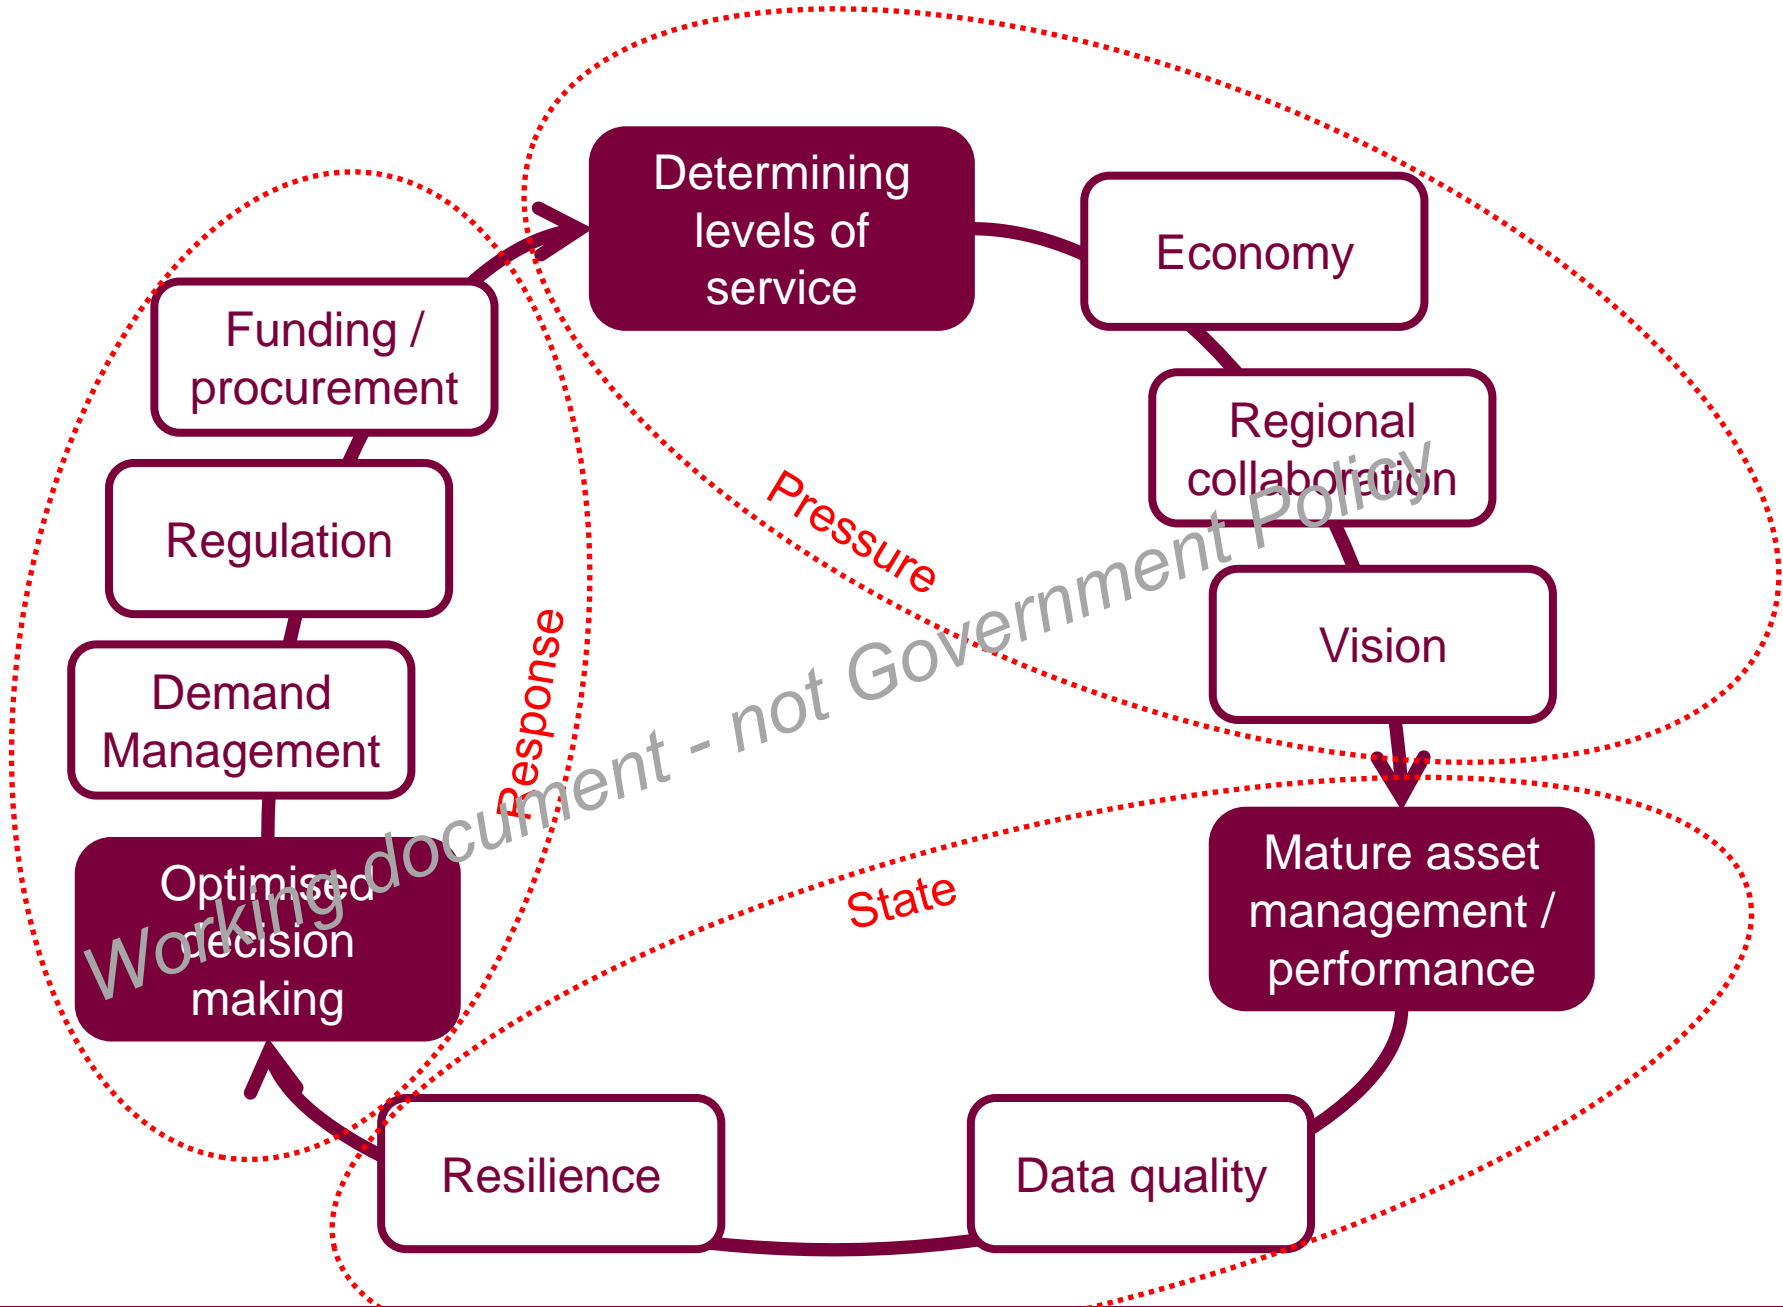 Determining
levels of
service
Economy
Regional
collaboration
Vision
Mature asset
management /
performance
Data quality
Resilience
Optimised
decision
making
Demand
Management
Regulation
Funding /
procurement
Pressure
State
Response
Working document - not Government Policy